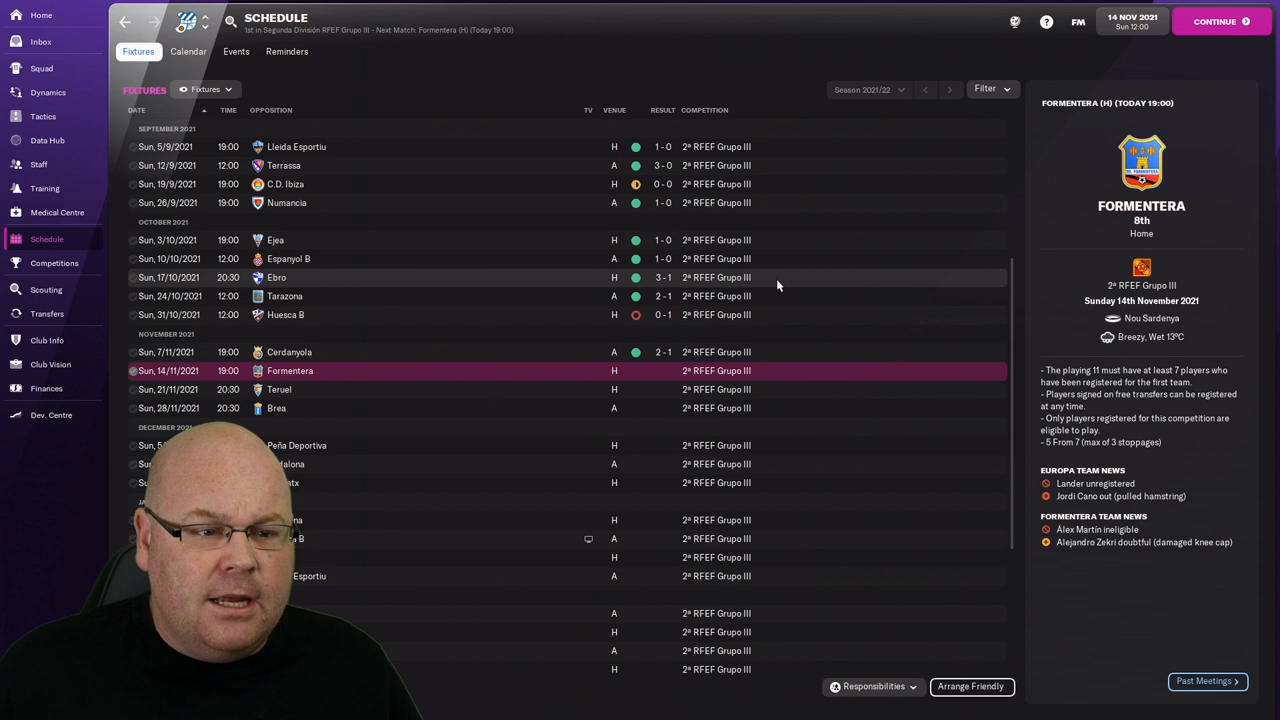 Home
Inbox
Squad
Dynamics
Tactics
Data Hub
Staff
Training
Medical Centre
Schedule
Competitions
Scouting
Transfers
Club Info
Club Vision
Finances
Dev. Centre
SCHEDULE
1st in Segunda División RFEF Grupo III - Next Match: Formentera (H) (Today 19:00)
FM
14 NOV 2021
Sun 12:00
CONTINUE
Fixtures Calendar Events Reminders
FIXTURES Fixtures Season 2021/22 Filter
DATE TIME OPPOSITION TV VENUE RESULT COMPETITION
SEPTEMBER 2021
Sun, 5/9/2021 19:00 Lleida Esportiu H 1 - 0 2ª RFEF Grupo III
Sun, 12/9/2021 12:00 Terrassa A 3 - 0 2ª RFEF Grupo III
Sun, 19/9/2021 19:00 C.D. Ibiza H 0 - 0 2ª RFEF Grupo III
Sun, 26/9/2021 19:00 Numancia A 1 - 0 2ª RFEF Grupo III
OCTOBER 2021
Sun, 3/10/2021 19:00 Ejea H 1 - 0 2ª RFEF Grupo III
Sun, 10/10/2021 12:00 Espanyol B A 1 - 0 2ª RFEF Grupo III
Sun, 17/10/2021 20:30 Ebro H 3 - 1 2ª RFEF Grupo III
Sun, 24/10/2021 12:00 Tarazona A 2 - 1 2ª RFEF Grupo III
Sun, 31/10/2021 12:00 Huesca B H 0 - 1 2ª RFEF Grupo III
NOVEMBER 2021
Sun, 7/11/2021 19:00 Cerdanyola A 2 - 1 2ª RFEF Grupo III
Sun, 14/11/2021 19:00 Formentera H 2ª RFEF Grupo III
Sun, 21/11/2021 20:30 Teruel H 2ª RFEF Grupo III
Sun, 28/11/2021 20:30 Brea A 2ª RFEF Grupo III
DECEMBER 2021
Sun, 5 Peña Deportiva H 2ª RFEF Grupo III
Sun, dalona A 2ª RFEF Grupo III
Su atx H 2ª RFEF Grupo III
JA
na H 2ª RFEF Grupo III
B A 2ª RFEF Grupo III
H 2ª RFEF Grupo III
Esportiu A 2ª RFEF Grupo III
A 2ª RFEF Grupo III
H 2ª RFEF Grupo III
A 2ª RFEF Grupo III
H 2ª RFEF Grupo III
Responsibilities Arrange Friendly
FORMENTERA (H) (TODAY 19:00)
FORMENTERA
8th
Home
2ª RFEF Grupo III
Sunday 14th November 2021
Nou Sardenya
Breezy, Wet 13ºC
- The playing 11 must have at least 7 players who
have been registered for the first team.
- Players signed on free transfers can be registered
at any time.
- Only players registered for this competition are
eligible to play.
- 5 From 7 (max of 3 stoppages)
EUROPA TEAM NEWS
Lander unregistered
Jordi Cano out (pulled hamstring)
FORMENTERA TEAM NEWS
Álex Martín ineligible
Alejandro Zekri doubtful (damaged knee cap)
Past Meetings